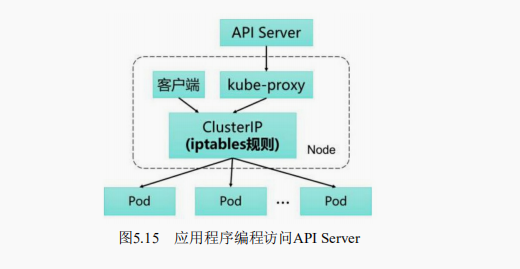 API Server
客户端
kube-proxy
ClusterIP
(iptables规则)
Node
Pod
Pod
...
Pod
图5.15 应用程序编程访问API Server